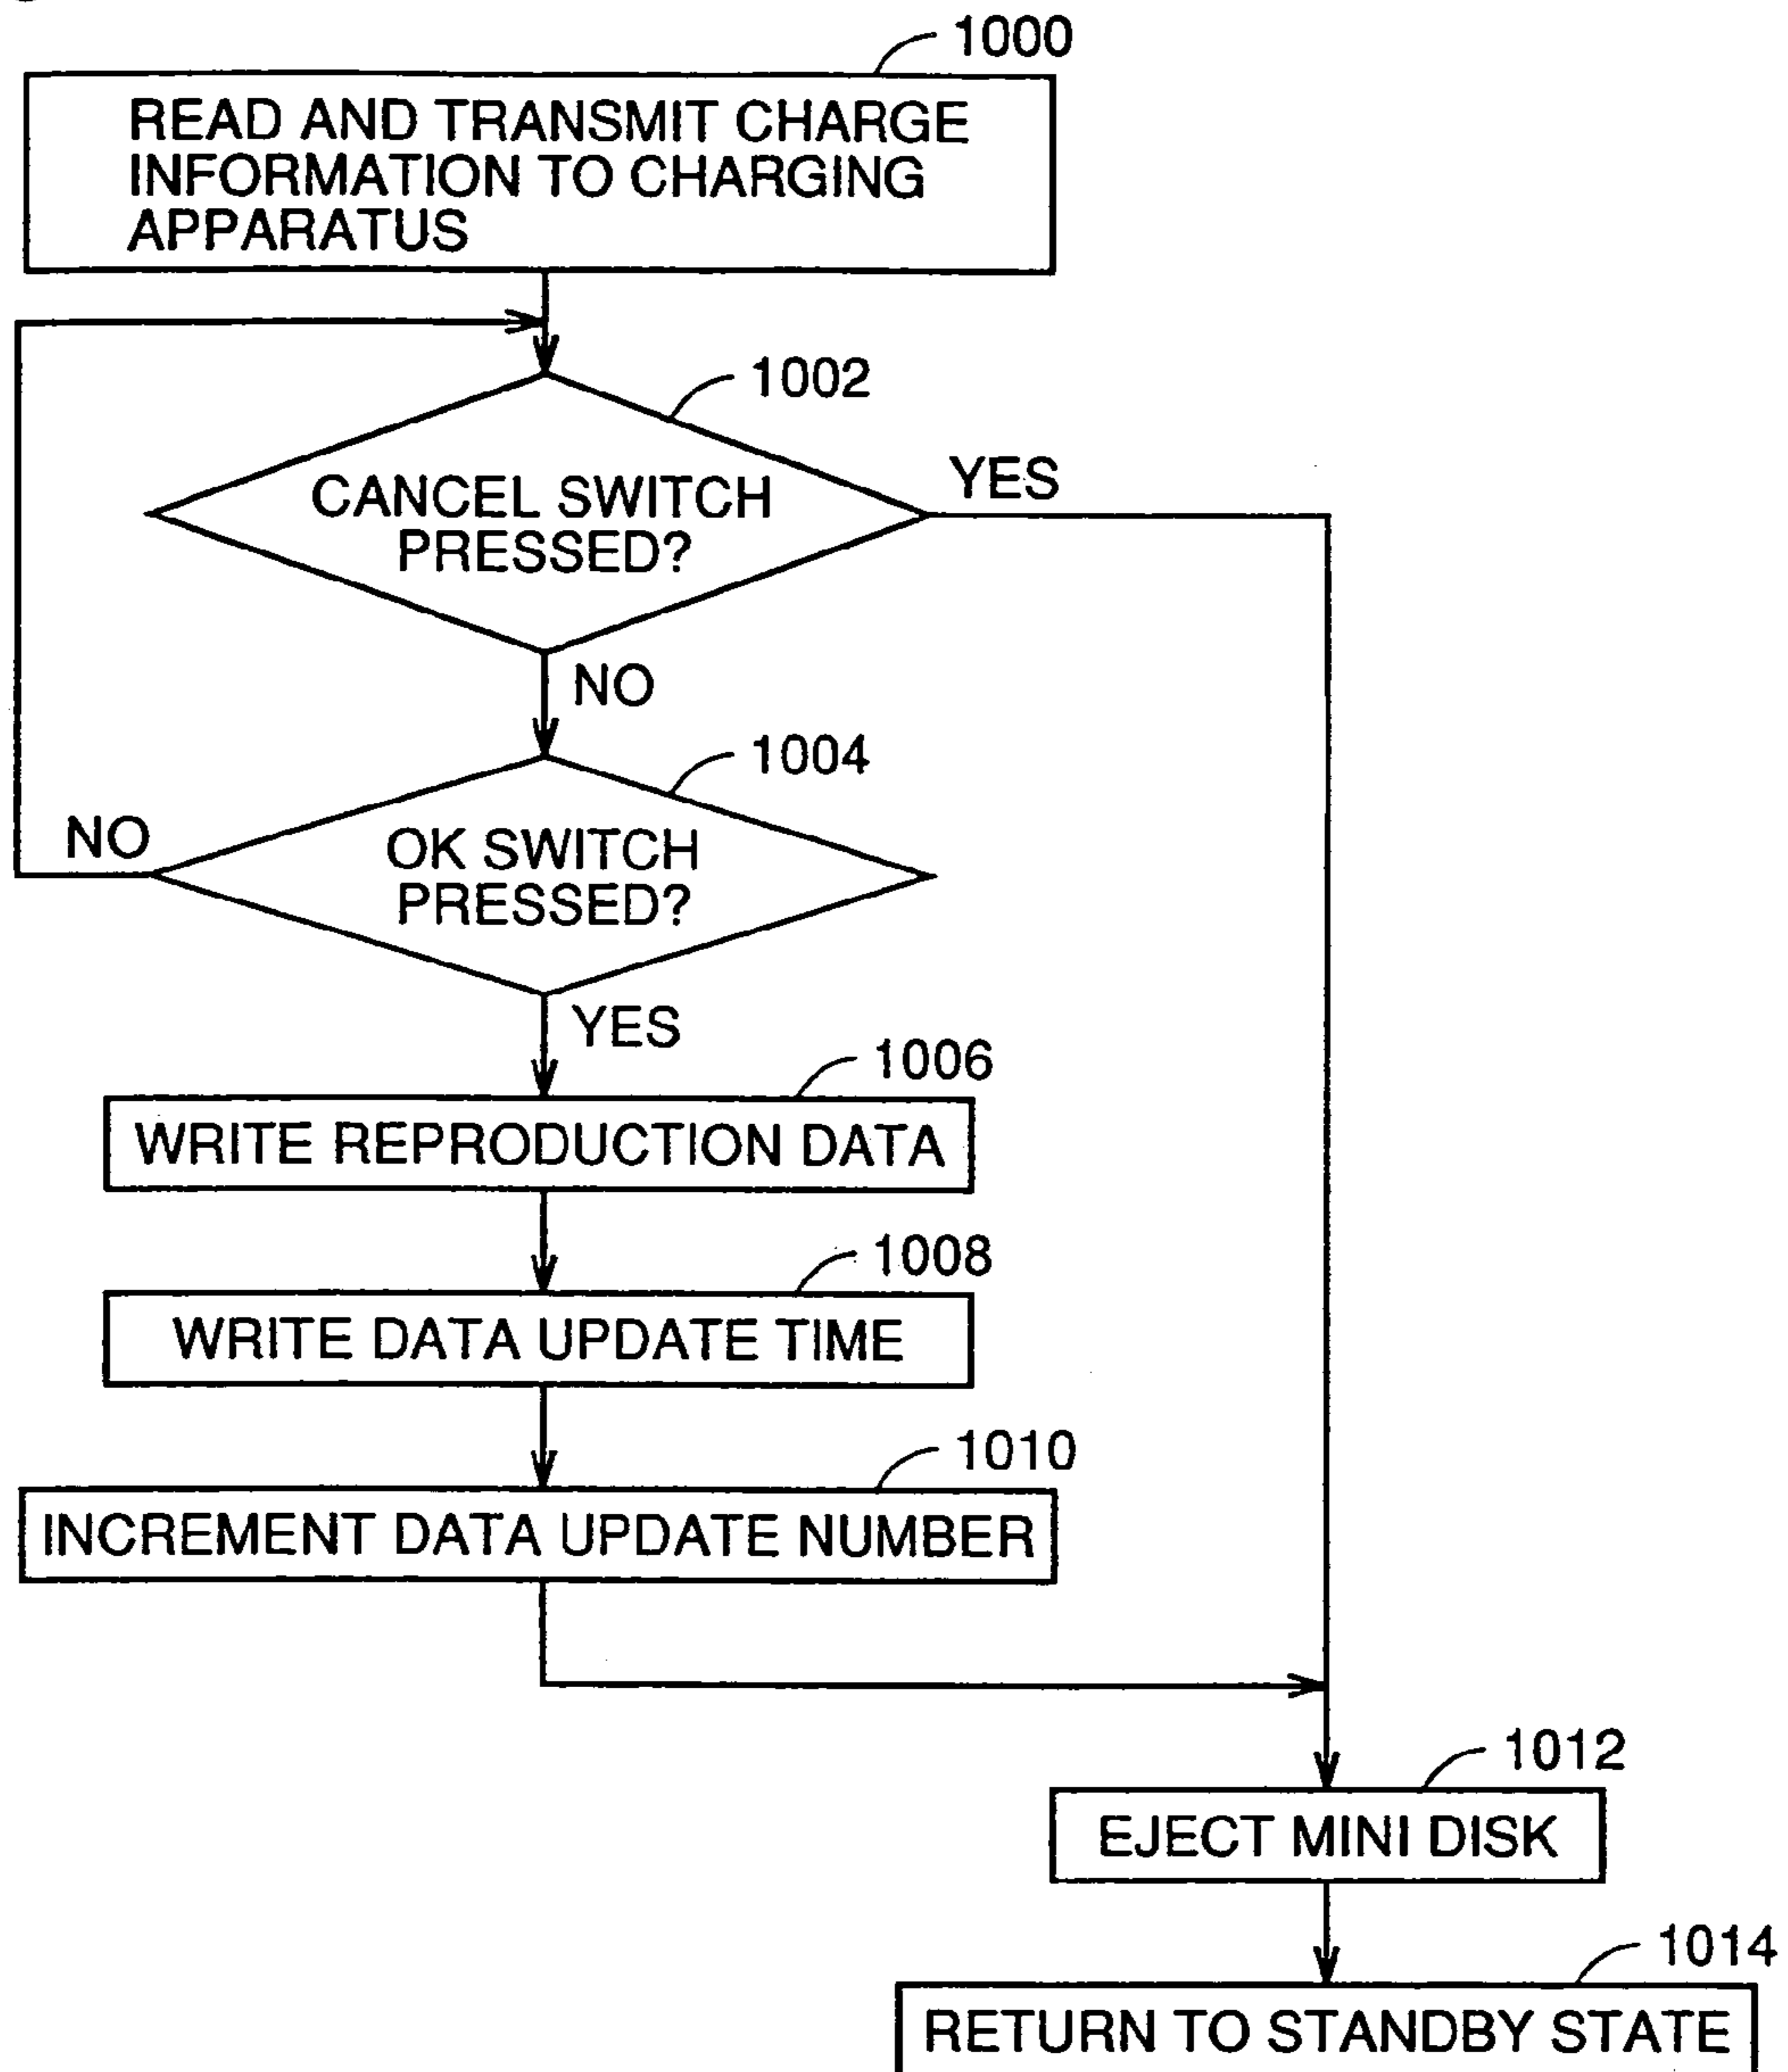 1000
READ AND TRANSMIT CHARGE
INFORMATION TO CHARGING
APPARATUS
1002
CANCEL SWITCH
PRESSED?
YES
NO
1004
OK SWITCH
PRESSED?
NO
YES
1006
WRITE REPRODUCTION DATA
1008
WRITE DATA UPDATE TIME
1010
INCREMENT DATA UPDATE NUMBER
1012
EJECT MINI DISK
1014
RETURN TO STANDBY STATE